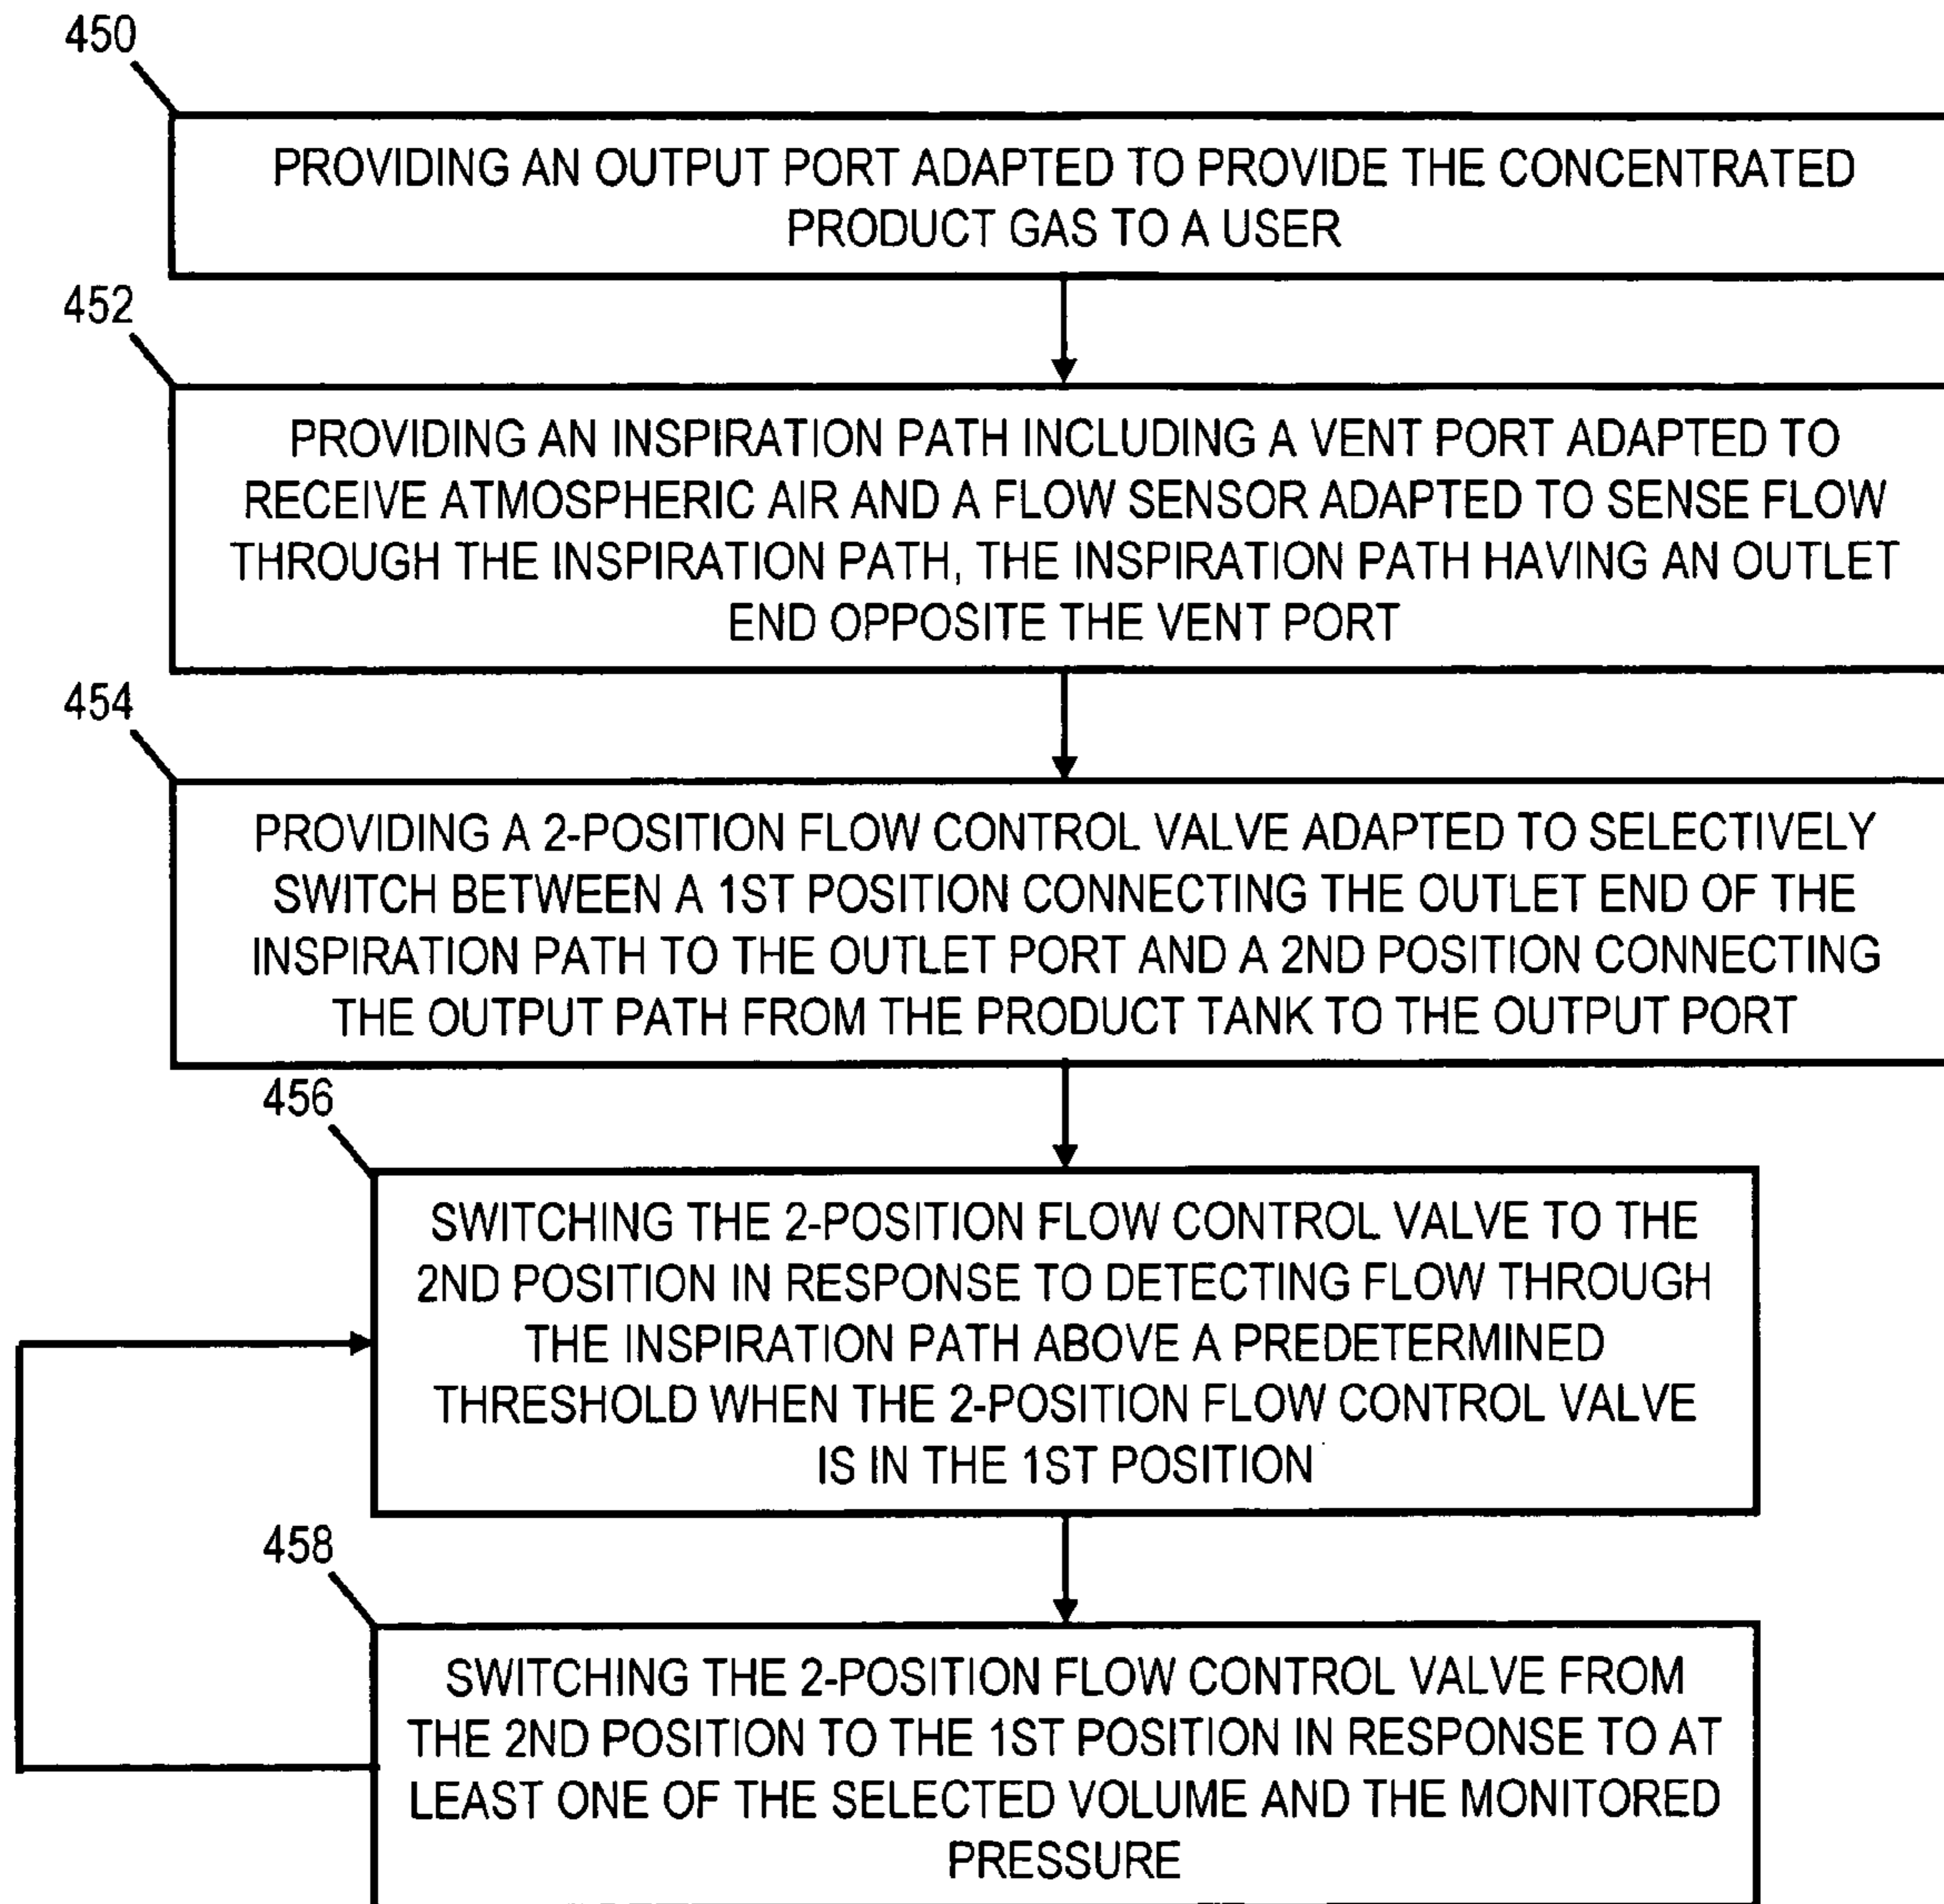 450
PROVIDING AN OUTPUT PORT ADAPTED TO PROVIDE THE CONCENTRATED
PRODUCT GAS TO A USER
452
PROVIDING AN INSPIRATION PATH INCLUDING A VENT PORT ADAPTED TO
RECEIVE ATMOSPHERIC AIR AND A FLOW SENSOR ADAPTED TO SENSE FLOW
THROUGH THE INSPIRATION PATH, THE INSPIRATION PATH HAVING AN OUTLET
END OPPOSITE THE VENT PORT
454
PROVIDING A 2-POSITION FLOW CONTROL VALVE ADAPTED TO SELECTIVELY
SWITCH BETWEEN A 1ST POSITION CONNECTING THE OUTLET END OF THE
INSPIRATION PATH TO THE OUTLET PORT AND A 2ND POSITION CONNECTING
THE OUTPUT PATH FROM THE PRODUCT TANK TO THE OUTPUT PORT
456
SWITCHING THE 2-POSITION FLOW CONTROL VALVE TO THE
2ND POSITION IN RESPONSE TO DETECTING FLOW THROUGH
THE INSPIRATION PATH ABOVE A PREDETERMINED
THRESHOLD WHEN THE 2-POSITION FLOW CONTROL VALVE
IS IN THE 1ST POSITION
458
SWITCHING THE 2-POSITION FLOW CONTROL VALVE FROM
THE 2ND POSITION TO THE 1ST POSITION IN RESPONSE TO AT
LEAST ONE OF THE SELECTED VOLUME AND THE MONITORED
PRESSURE